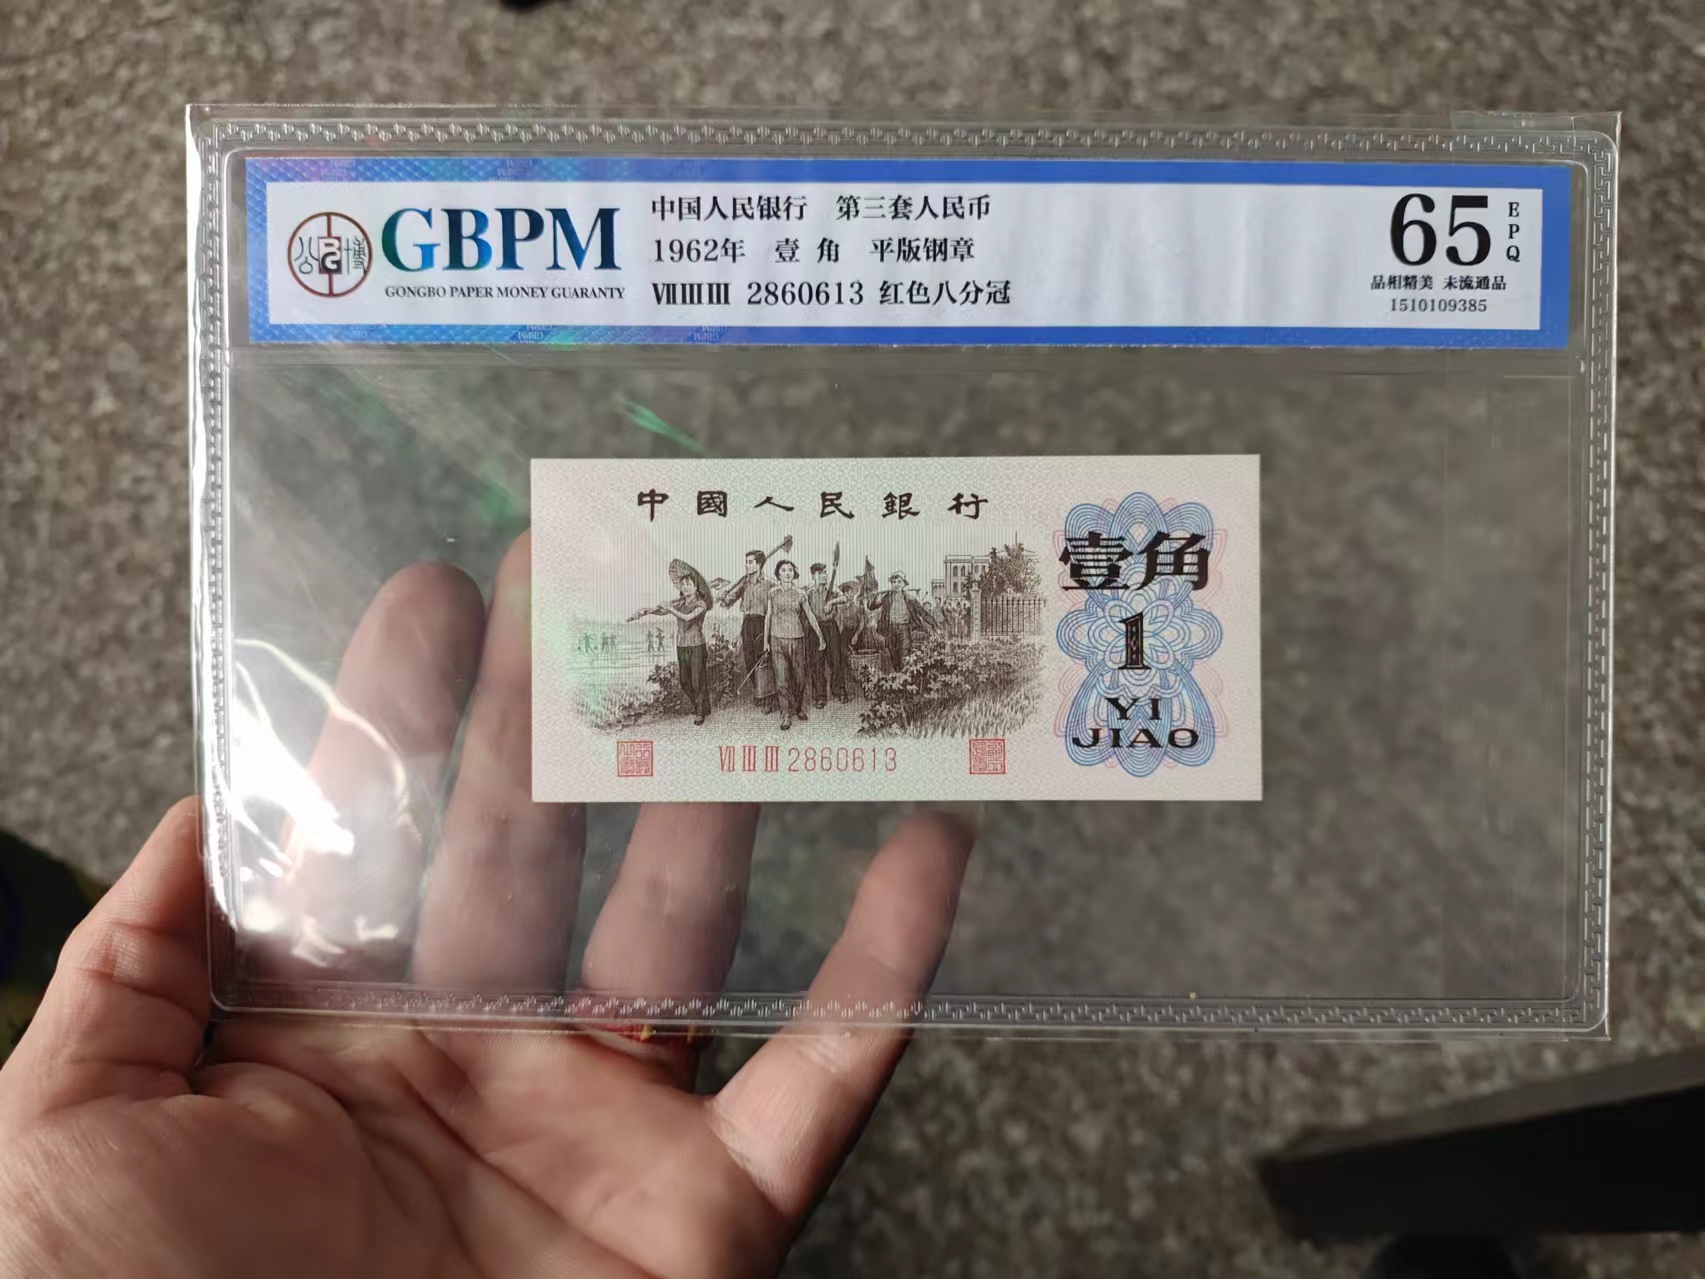 公博
GBPM
GONGBO PAPER MONEY GUARANTY
中国人民银行 第三套人民币
1962年 壹 角 平版钢章
ⅦⅢⅢ 2860613 红色八分冠
65
EPQ
品相精美 未流通品
1510109385
中國人民銀行
壹角
1
YI
JIAO
Ⅶ Ⅲ Ⅲ 2860613